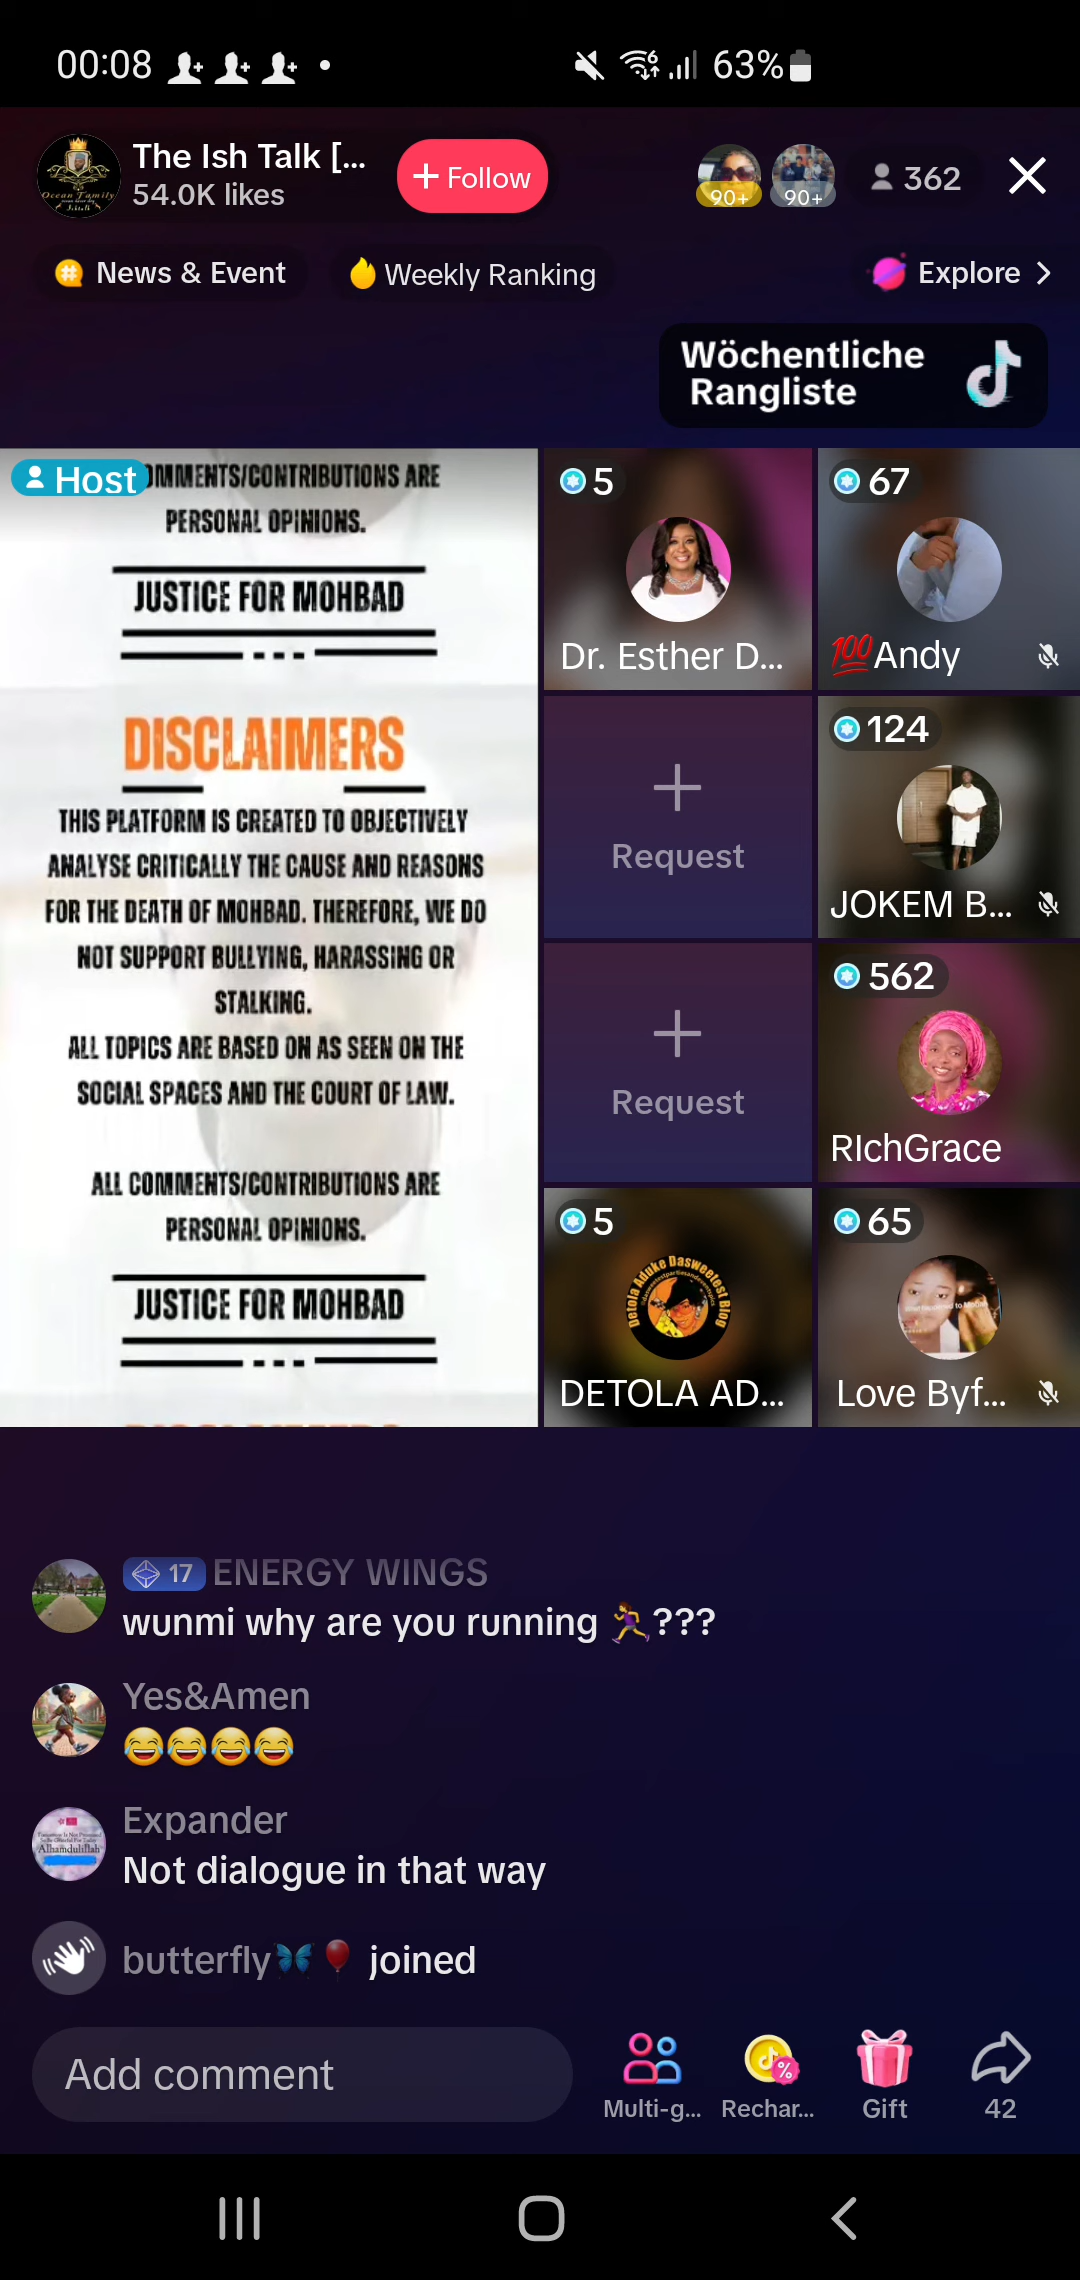 00:08
63%
The Ish Talk [...
54.0K likes
+ Follow
90+
90+
362
News & Event
Weekly Ranking
Explore
Wöchentliche
Rangliste
Host
OMMENTS/CONTRIBUTIONS ARE
PERSONAL OPINIONS.
JUSTICE FOR MOHBAD
DISCLAIMERS
THIS PLATFORM IS CREATED TO OBJECTIVELY
ANALYSE CRITICALLY THE CAUSE AND REASONS
FOR THE DEATH OF MOHBAD. THEREFORE, WE DO
NOT SUPPORT BULLYING, HARASSING OR
STALKING.
ALL TOPICS ARE BASED ON AS SEEN ON THE
SOCIAL SPACES AND THE COURT OF LAW.
ALL COMMENTS/CONTRIBUTIONS ARE
PERSONAL OPINIONS.
JUSTICE FOR MOHBAD
5
Dr. Esther D...
67
💯Andy
Request
124
JOKEM B...
Request
562
RIchGrace
5
Detola Aduke Dasweetest Blog
DETOLA AD...
65
Love Byf...
17 ENERGY WINGS
wunmi why are you running 🏃‍♀️???
Yes&Amen
😂😂😂😂
Expander
Not dialogue in that way
butterfly🦋🎈 joined
Add comment
Multi-g...
Rechar...
Gift
42